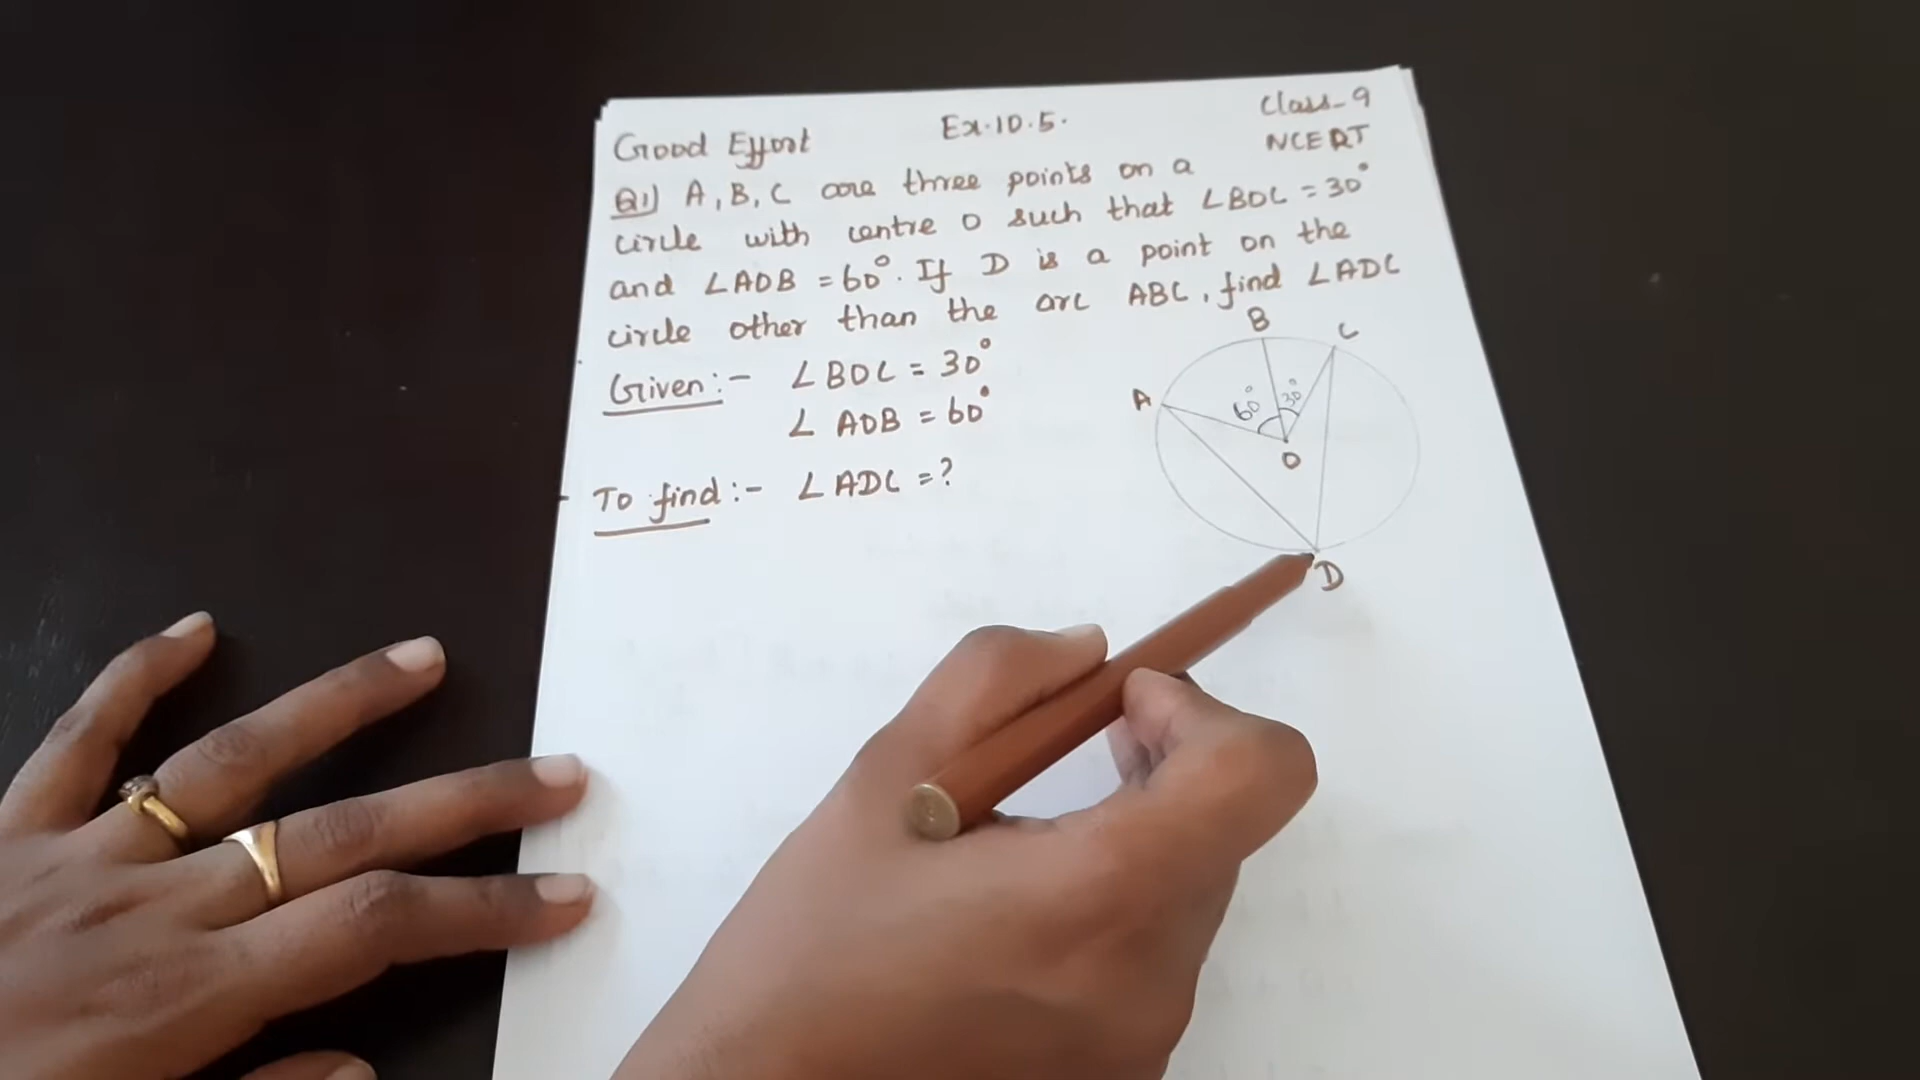 Good Effort
Ex.10.5.
Class-9
NCERT
Q1) A, B, C are three points on a
circle with centre O such that ∠BOC = 30°
and ∠AOB = 60°. If D is a point on the
circle other than the arc ABC, find ∠ADC
Given:- ∠BOC = 30°
∠AOB = 60°
To find:- ∠ADC = ?
B
C
A
60°
30°
O
D